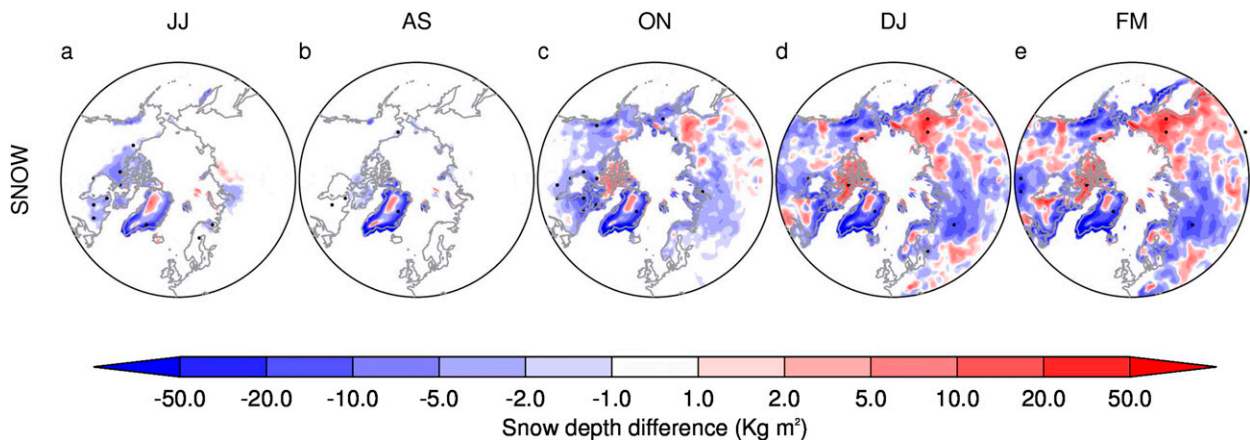 JJ AS ON DJ FM
a b c d e
SNOW
-50.0 -20.0 -10.0 -5.0 -2.0 -1.0 1.0 2.0 5.0 10.0 20.0 50.0
Snow depth difference (Kg m²)